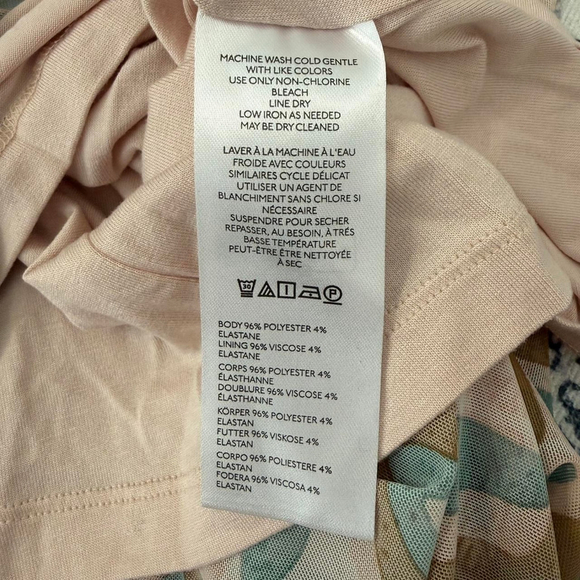 MACHINE WASH COLD GENTLE
WITH LIKE COLORS
USE ONLY NON-CHLORINE
BLEACH
LINE DRY
LOW IRON AS NEEDED
MAY BE DRY CLEANED
LAVER À LA MACHINE À L'EAU
FROIDE AVEC COULEURS
SIMILAIRES CYCLE DÉLICAT
UTILISER UN AGENT DE
BLANCHIMENT SANS CHLORE SI
NÉCESSAIRE
SUSPENDRE POUR SECHER
REPASSER, AU BESOIN, À TRÉS
BASSE TEMPÉRATURE
PEUT-ÊTRE ÊTRE NETTOYÉE
À SEC
30
P
BODY 96% POLYESTER 4%
ELASTANE
LINING 96% VISCOSE 4%
ELASTANE
CORPS 96% POLYESTER 4%
ÉLASTHANNE
DOUBLURE 96% VISCOSE 4%
ÉLASTHANNE
KÖRPER 96% POLYESTER 4%
ELASTAN
FUTTER 96% VISKOSE 4%
ELASTAN
CORPO 96% POLIESTERE 4%
ELASTAN
FODERA 96% VISCOSA 4%
ELASTAN